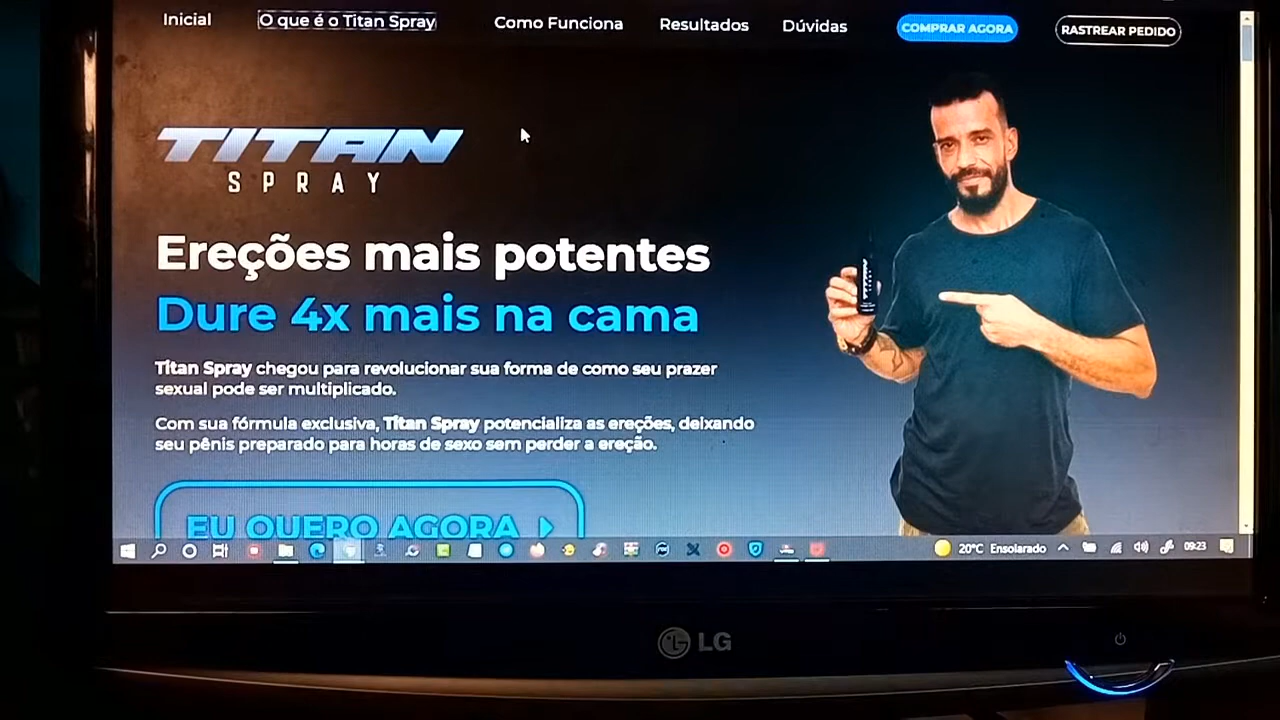 Inicial
O que é o Titan Spray
Como Funciona
Resultados
Dúvidas
COMPRAR AGORA
RASTREAR PEDIDO
TITAN
SPRAY
Ereções mais potentes
Dure 4x mais na cama
Titan Spray chegou para revolucionar sua forma de como seu prazer
sexual pode ser multiplicado.
Com sua fórmula exclusiva, Titan Spray potencializa as ereções, deixando
seu pênis preparado para horas de sexo sem perder a ereção.
EU QUERO AGORA
TITAN
20°C Ensolarado
09:23
LG